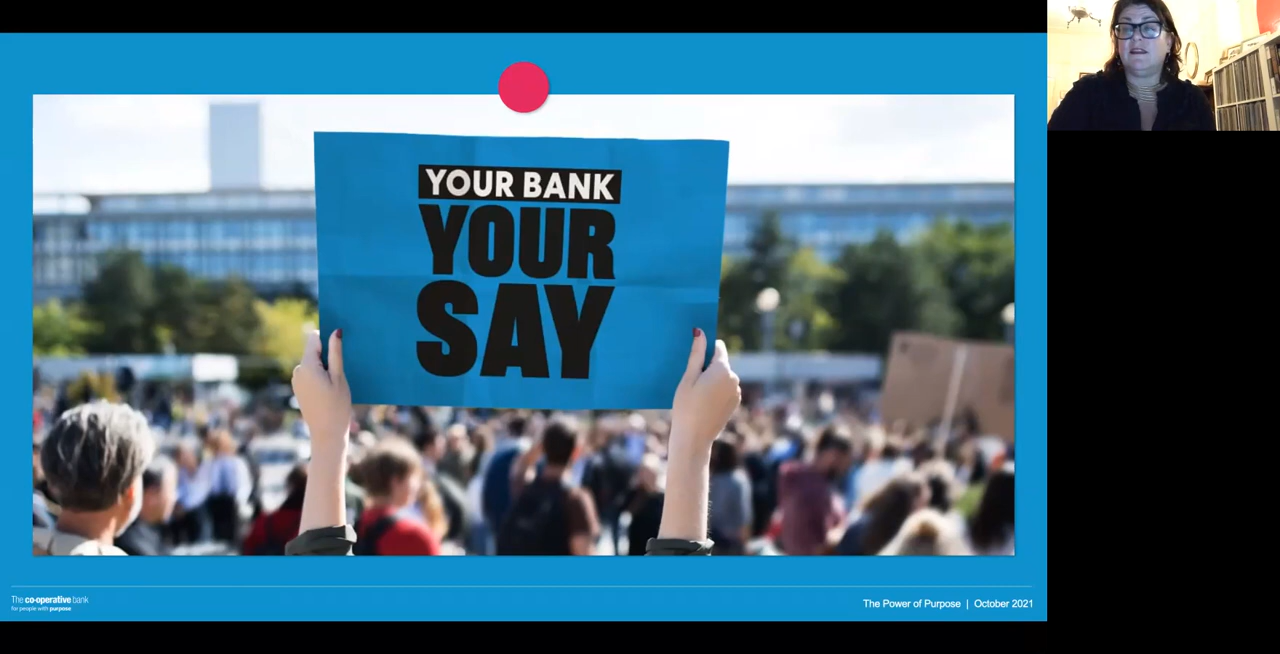 YOUR BANK
YOUR
SAY
The co-operative bank
for people with purpose
The Power of Purpose | October 2021